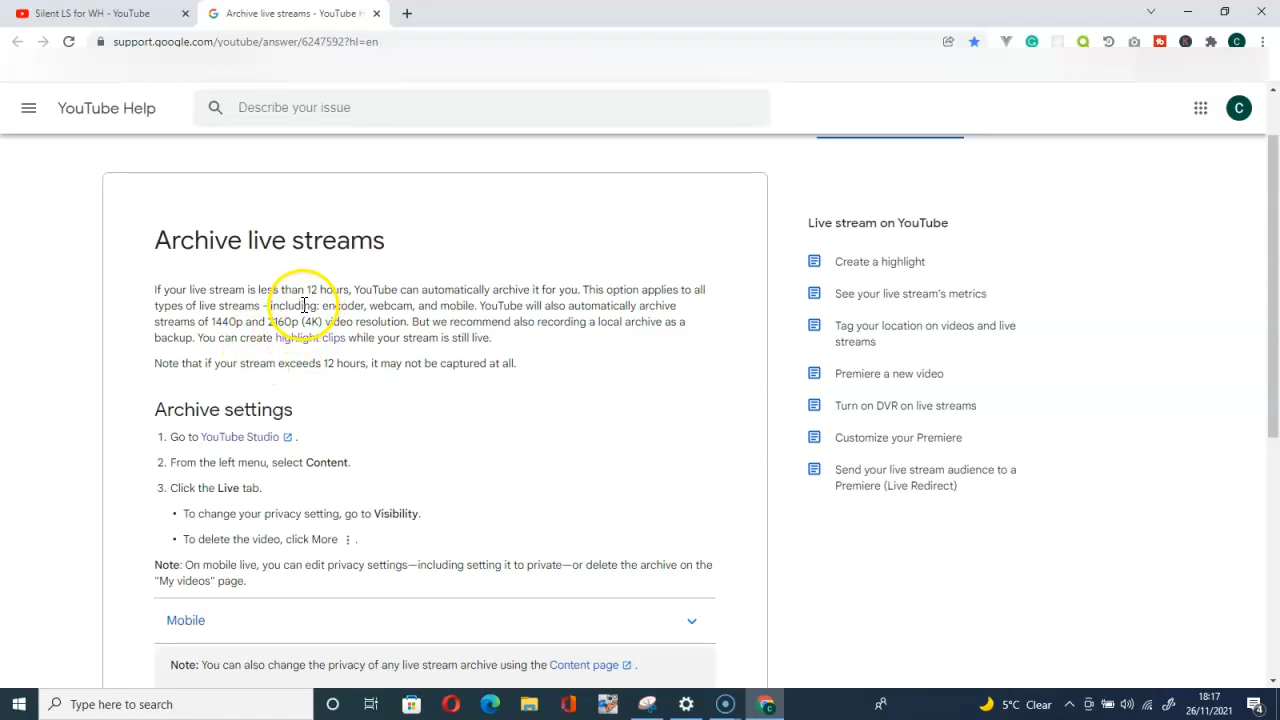 Silent LS for WH - YouTube
Archive live streams - YouTube H
support.google.com/youtube/answer/6247592?hl=en
C
YouTube Help
Describe your issue
C
Archive live streams
If your live stream is less than 12 hours, YouTube can automatically archive it for you. This option applies to all
types of live streams - including: encoder, webcam, and mobile. YouTube will also automatically archive
streams of 1440p and 2160p (4K) video resolution. But we recommend also recording a local archive as a
backup. You can create highlight clips while your stream is still live.
Note that if your stream exceeds 12 hours, it may not be captured at all.
Archive settings
1. Go to YouTube Studio .
2. From the left menu, select Content.
3. Click the Live tab.
• To change your privacy setting, go to Visibility.
• To delete the video, click More ⋮ .
Note: On mobile live, you can edit privacy settings—including setting it to private—or delete the archive on the
"My videos" page.
Mobile
Note: You can also change the privacy of any live stream archive using the Content page .
Live stream on YouTube
Create a highlight
See your live stream's metrics
Tag your location on videos and live
streams
Premiere a new video
Turn on DVR on live streams
Customize your Premiere
Send your live stream audience to a
Premiere (Live Redirect)
Type here to search
5°C Clear
18:17
26/11/2021
4